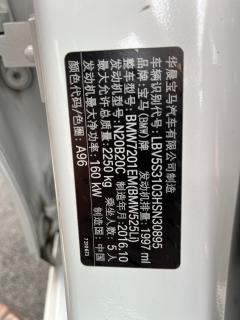 华晨宝马汽车有限公司制造
车辆识别代号:LBV5S3103HSN30895
品牌:宝马(BMW)牌 发动机排量:1997 ml
整车型号:BMW7201EM(BMW525Li)
发动机型号:N20B20C 制造年月:2016.10
最大允许总质量:2250 kg 乘坐人数:5 人
发动机最大净功率:160 kW 制造国:中国
颜色代码/色圈:A96